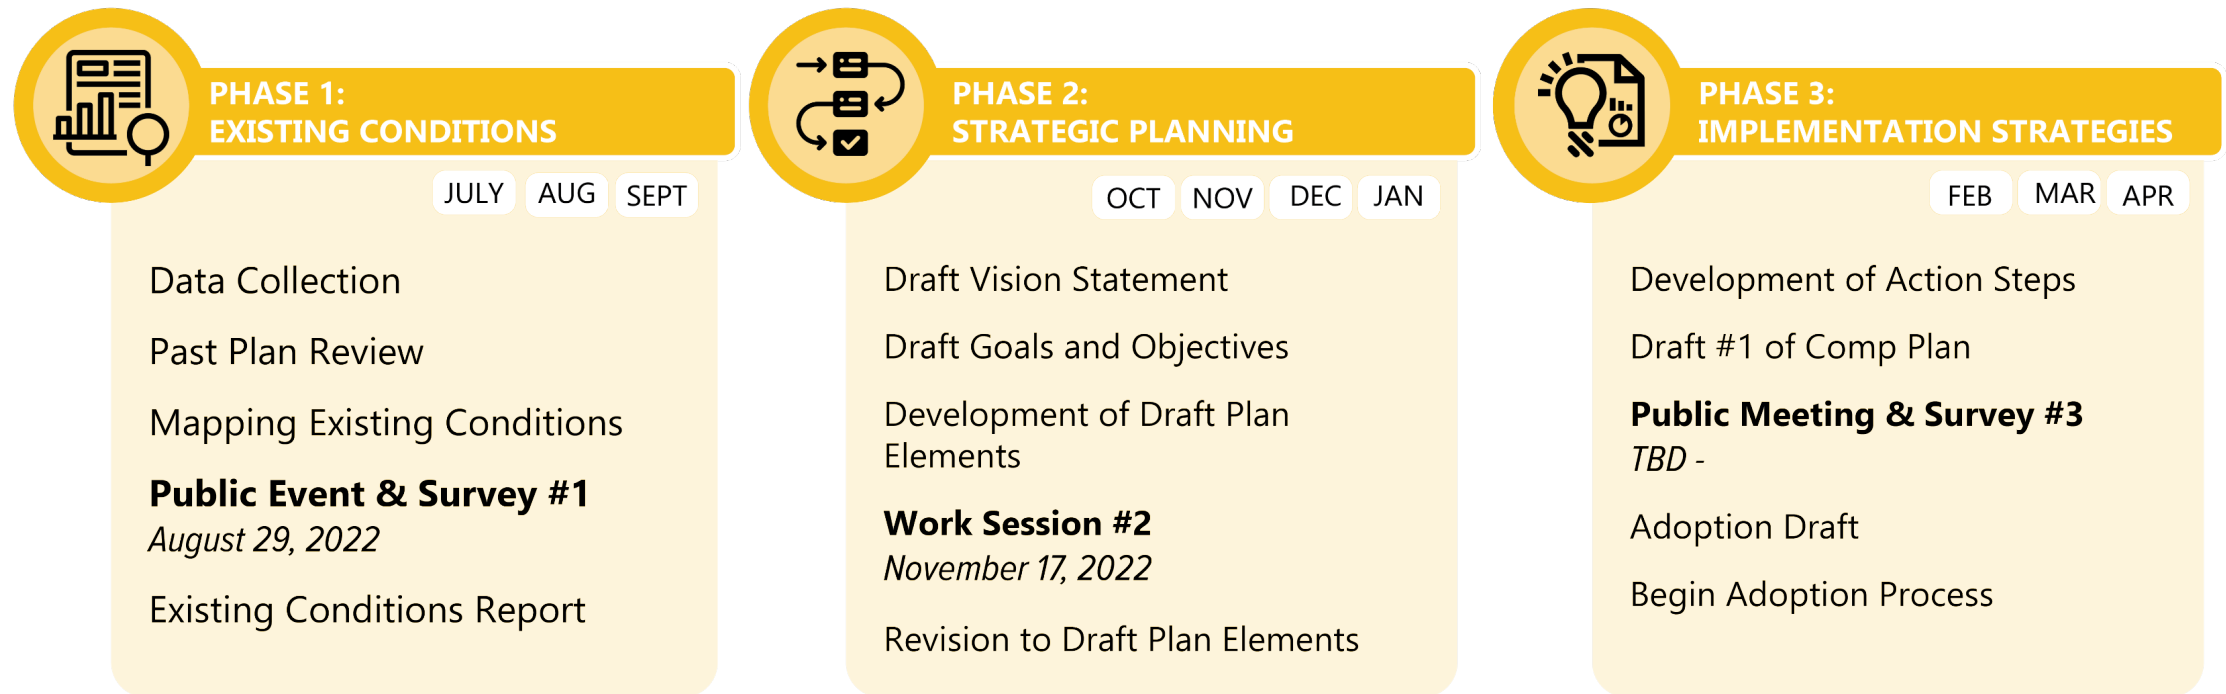 PHASE 1:
EXISTING CONDITIONS
JULY AUG SEPT
Data Collection
Past Plan Review
Mapping Existing Conditions
Public Event & Survey #1
August 29, 2022
Existing Conditions Report
PHASE 2:
STRATEGIC PLANNING
OCT NOV DEC JAN
Draft Vision Statement
Draft Goals and Objectives
Development of Draft Plan
Elements
Work Session #2
November 17, 2022
Revision to Draft Plan Elements
PHASE 3:
IMPLEMENTATION STRATEGIES
FEB MAR APR
Development of Action Steps
Draft #1 of Comp Plan
Public Meeting & Survey #3
TBD -
Adoption Draft
Begin Adoption Process